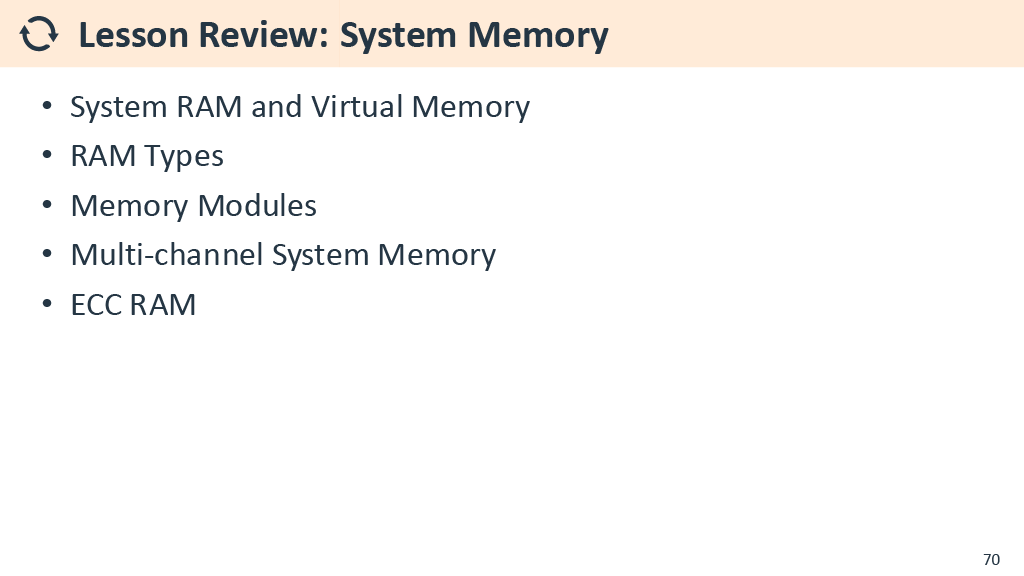 Lesson Review: System Memory
• System RAM and Virtual Memory
• RAM Types
• Memory Modules
• Multi-channel System Memory
• ECC RAM
70